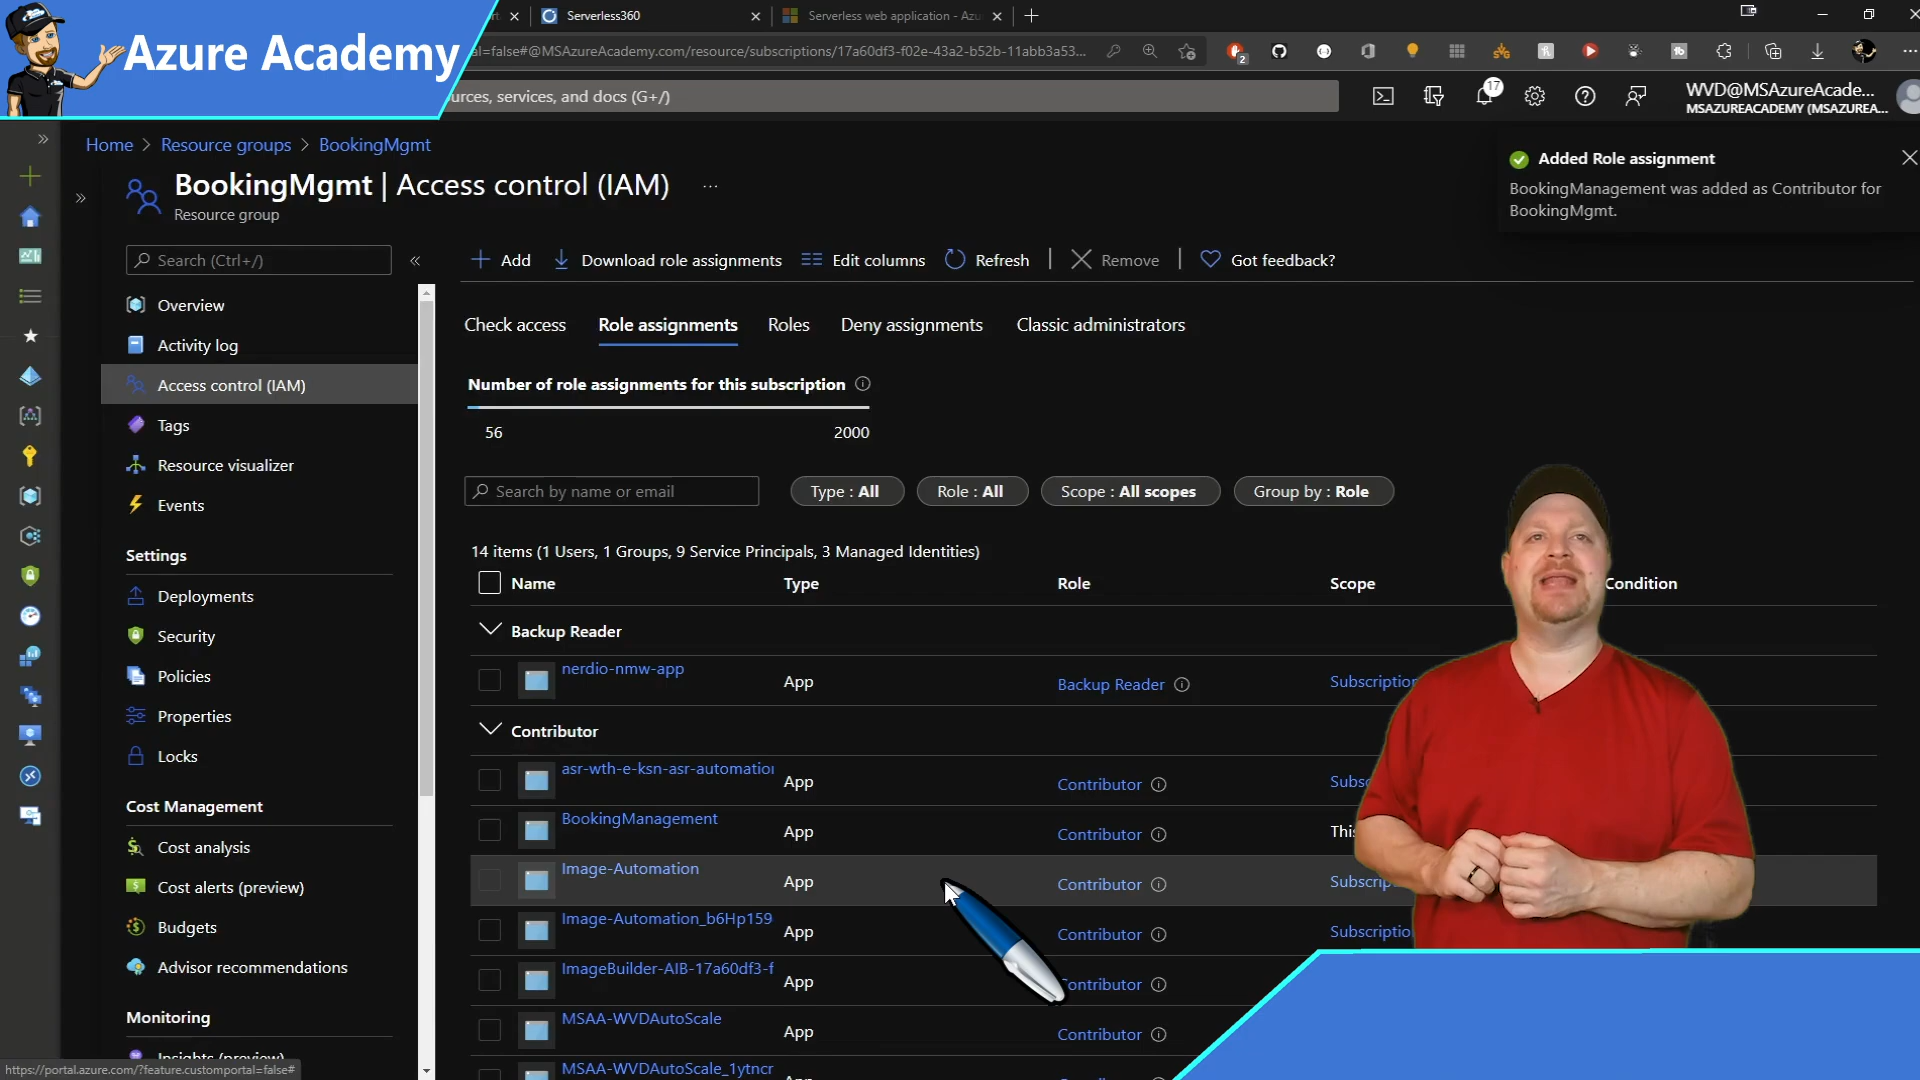 Azure Academy
Serverless360
Serverless web application - Azu
l=false#@MSAzureAcademy.com/resource/subscriptions/17a60df3-f02e-43a2-b52b-11abb3a53...
2
urces, services, and docs (G+/)
17
WVD@MSAzureAcade...
MSAZUREACADEMY (MSAZUREA...
Home > Resource groups > BookingMgmt
BookingMgmt | Access control (IAM) ...
Resource group
Added Role assignment
BookingManagement was added as Contributor for
BookingMgmt.
Search (Ctrl+/)
Add
Download role assignments
Edit columns
Refresh
Remove
Got feedback?
Overview
Activity log
Access control (IAM)
Tags
Resource visualizer
Events
Settings
Deployments
Security
Policies
Properties
Locks
Cost Management
Cost analysis
Cost alerts (preview)
Budgets
Advisor recommendations
Monitoring
Insights (preview)
https://portal.azure.com/?feature.customportal=false#
Check access Role assignments Roles Deny assignments Classic administrators
Number of role assignments for this subscription
56 2000
Search by name or email
Type : All
Role : All
Scope : All scopes
Group by : Role
14 items (1 Users, 1 Groups, 9 Service Principals, 3 Managed Identities)
Name Type Role Scope Condition
Backup Reader
nerdio-nmw-app App Backup Reader Subscription
Contributor
asr-wth-e-ksn-asr-automation App Contributor Subsc
BookingManagement App Contributor This
Image-Automation App Contributor Subscrip
Image-Automation_b6Hp159 App Contributor Subscriptio
ImageBuilder-AIB-17a60df3-f App Contributor
MSAA-WVDAutoScale App Contributor
MSAA-WVDAutoScale_1ytncr